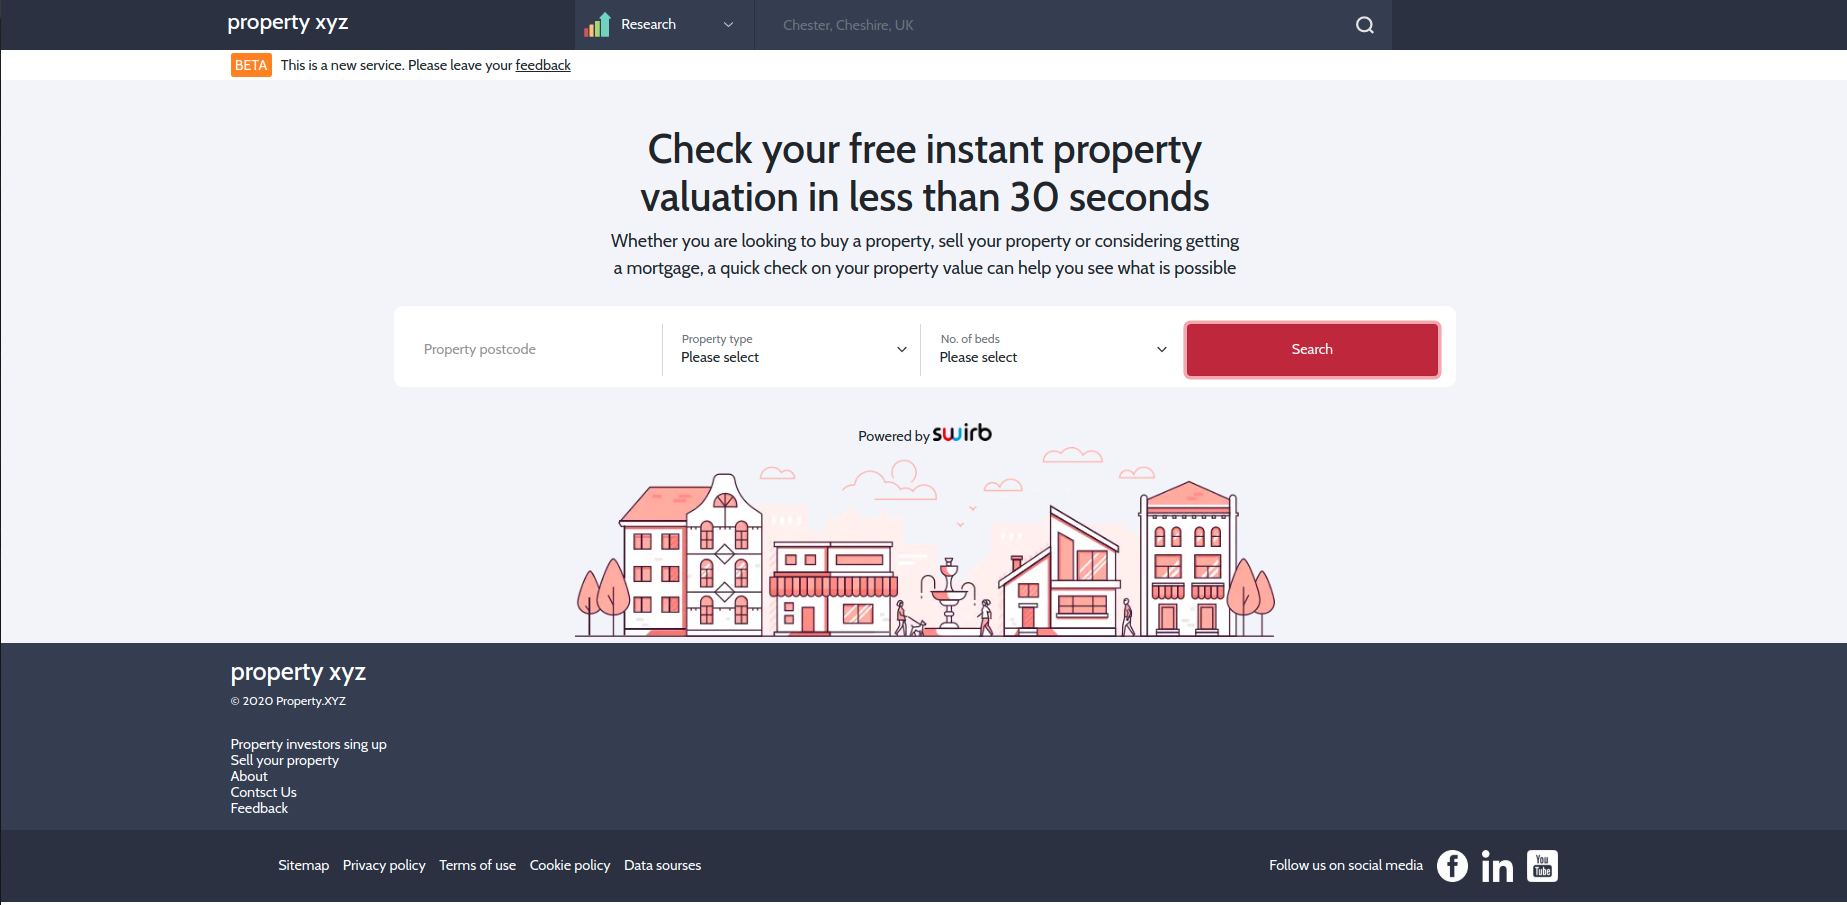 property xyz
Research
Chester, Cheshire, UK
BETA This is a new service. Please leave your feedback
Check your free instant property
valuation in less than 30 seconds
Whether you are looking to buy a property, sell your property or considering getting
a mortgage, a quick check on your property value can help you see what is possible
Property postcode
Property type
Please select
No. of beds
Please select
Search
Powered by swirb
property xyz
© 2020 Property.XYZ
Property investors sing up
Sell your property
About
Contsct Us
Feedback
Sitemap Privacy policy Terms of use Cookie policy Data sourses
Follow us on social media
f
in
You
Tube